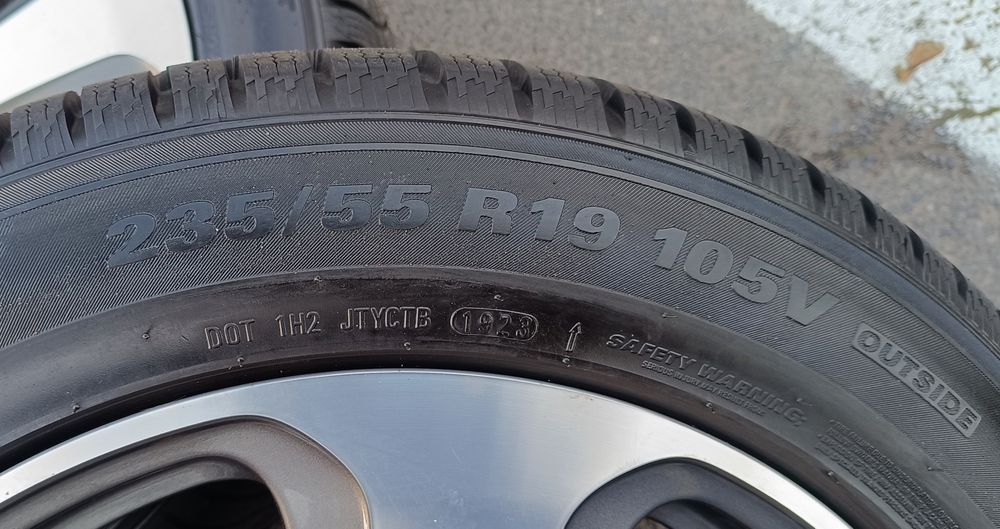 235/55 R19 105V
OUTSIDE
DOT 1H2 JTYCTB 1923
SAFETY WARNING: